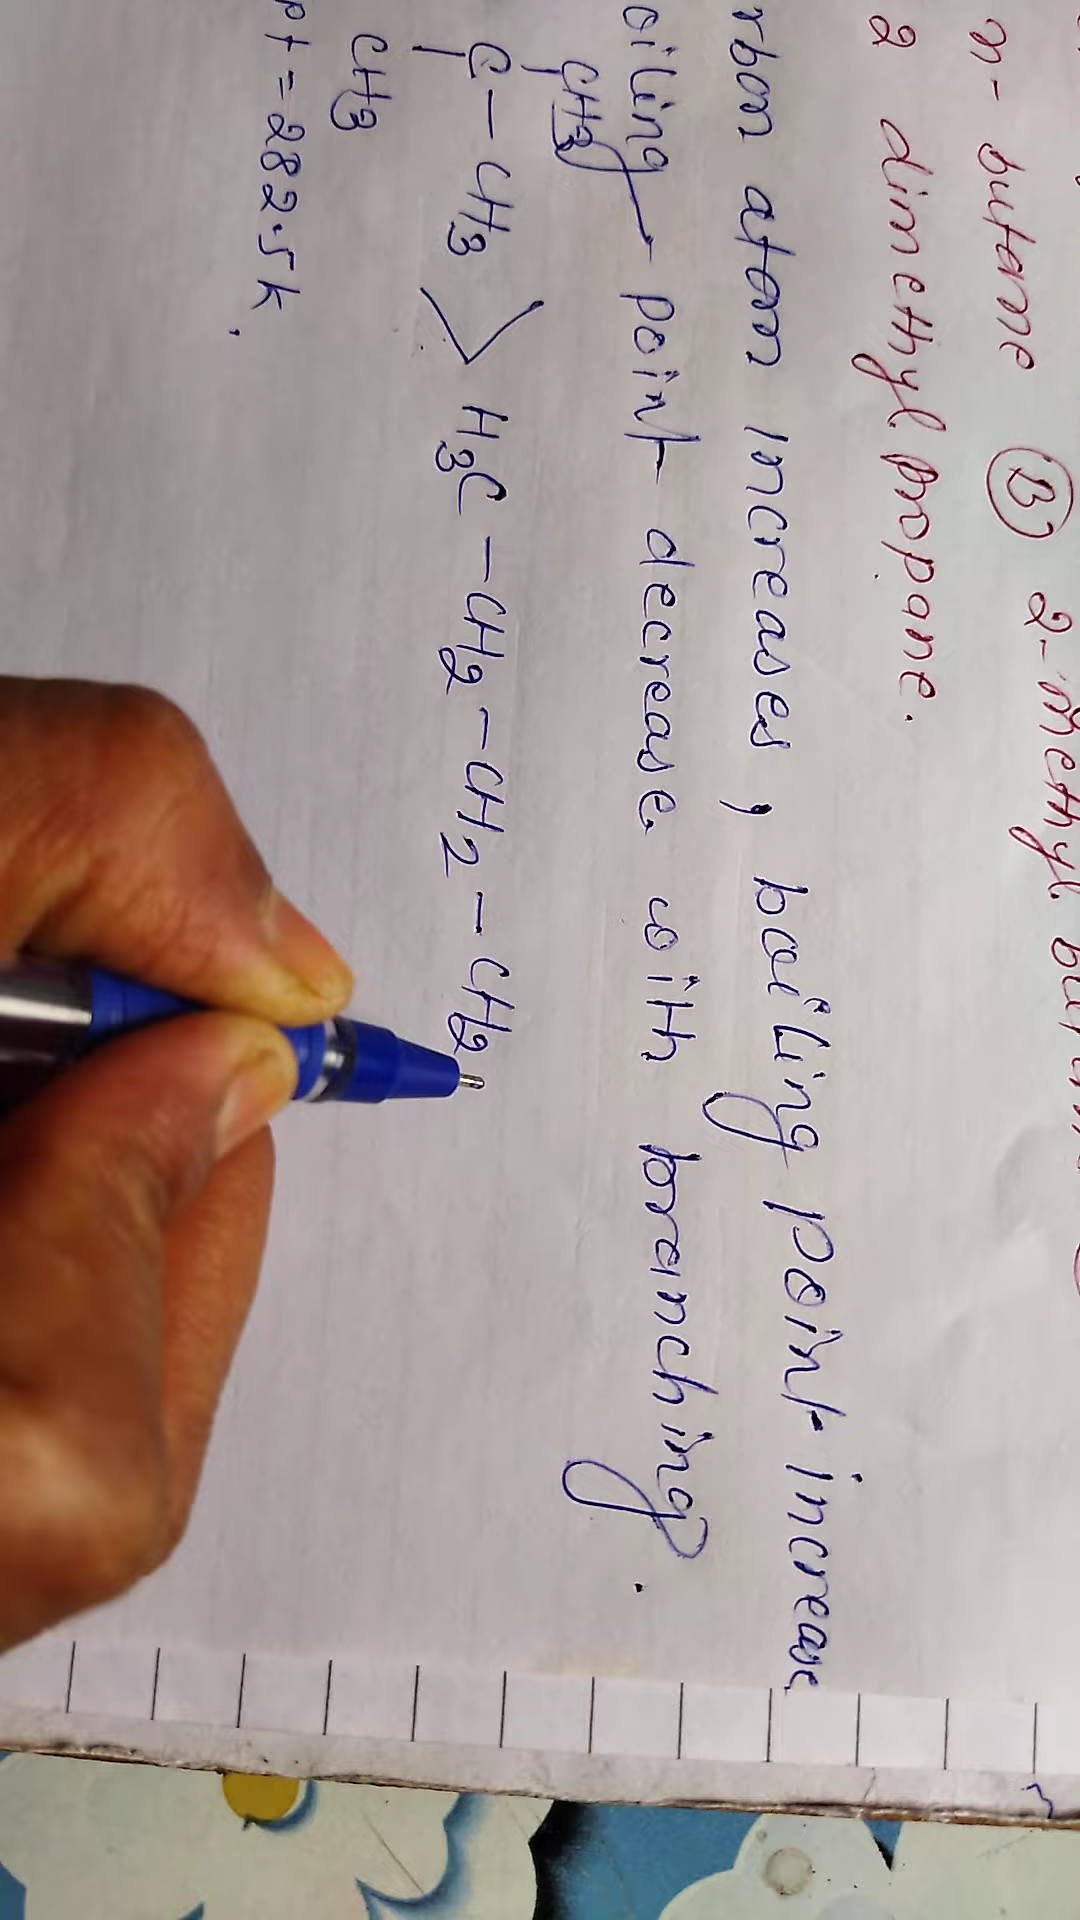 n- butane (B) 2-methyl
2 dimethyl propane.
rbon atom increases, boiling point increase
oiling point decrease with branching.
CH3
C - CH3 > H3C - CH2 - CH2 - CH2
CH3
pt = 282.5 k.